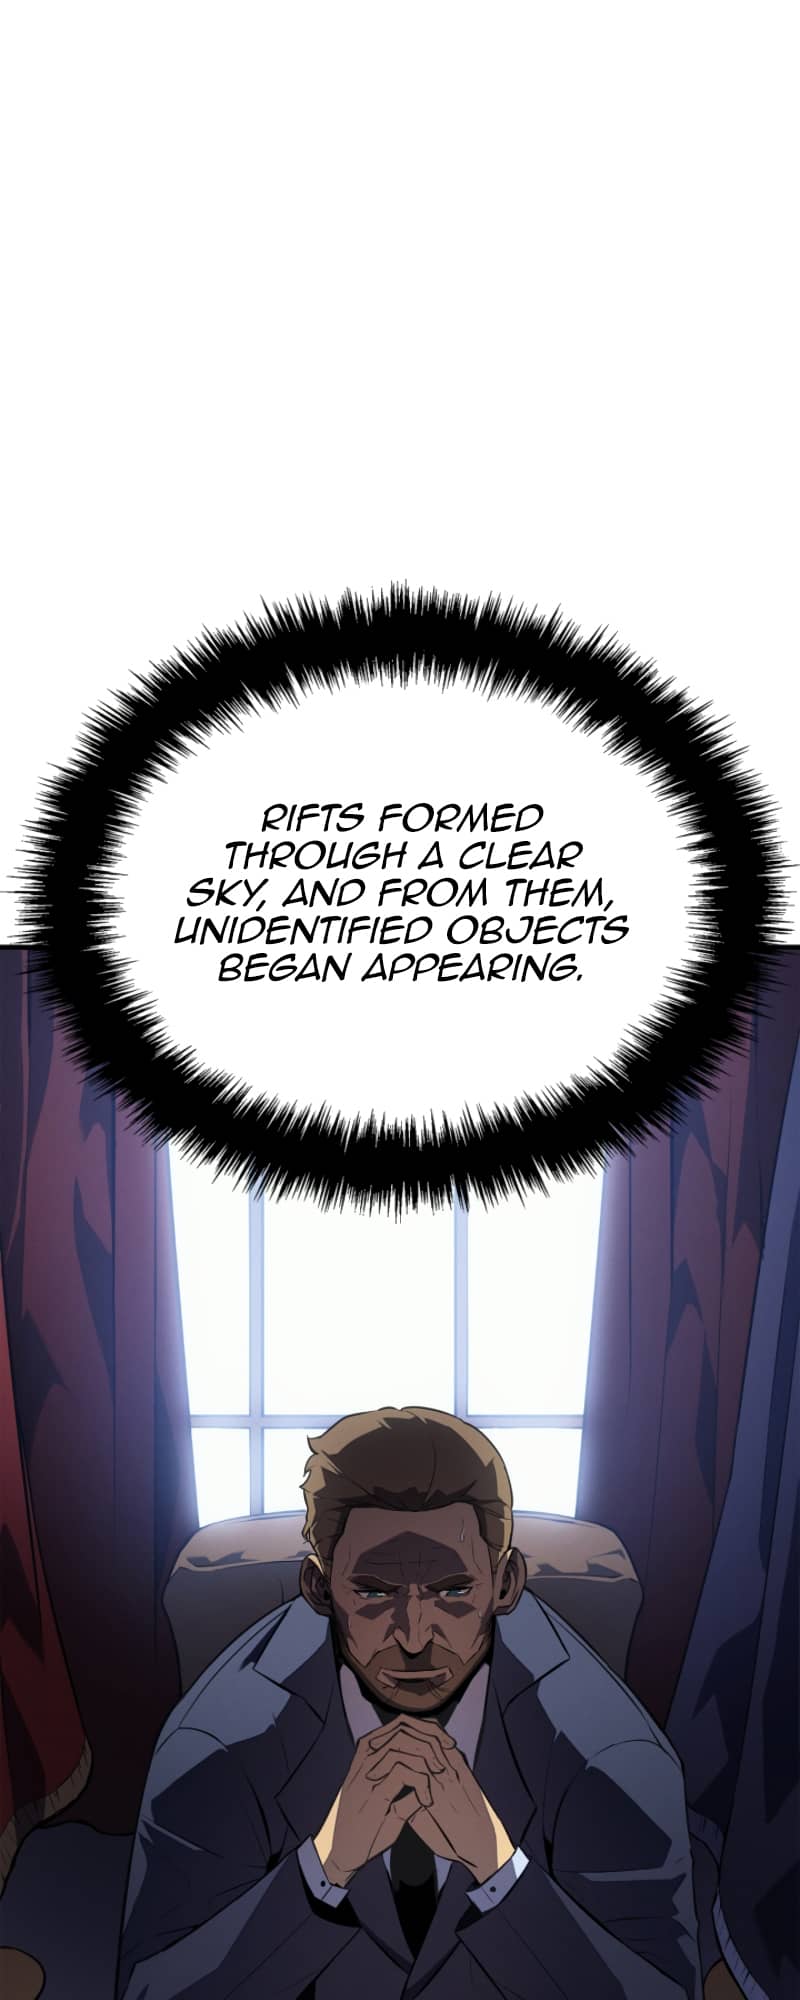 RIFTS FORMED
THROUGH A CLEAR
SKY, AND FROM THEM,
UNIDENTIFIED OBJECTS
BEGAN APPEARING.